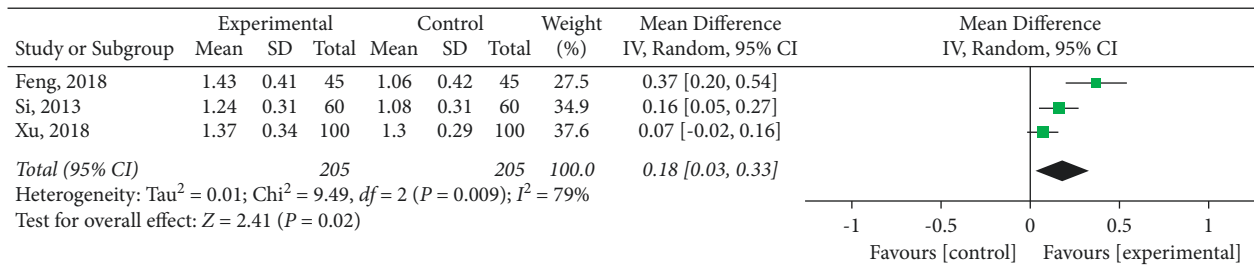 Experimental Control Weight Mean Difference Mean Difference
Study or Subgroup Mean SD Total Mean SD Total (%) IV, Random, 95% CI IV, Random, 95% CI
Feng, 2018 1.43 0.41 45 1.06 0.42 45 27.5 0.37 [0.20, 0.54]
Si, 2013 1.24 0.31 60 1.08 0.31 60 34.9 0.16 [0.05, 0.27]
Xu, 2018 1.37 0.34 100 1.3 0.29 100 37.6 0.07 [-0.02, 0.16]
Total (95% CI) 205 205 100.0 0.18 [0.03, 0.33]
Heterogeneity: Tau² = 0.01; Chi² = 9.49, df = 2 (P = 0.009); I² = 79%
Test for overall effect: Z = 2.41 (P = 0.02)
-1 -0.5 0 0.5 1
Favours [control] Favours [experimental]